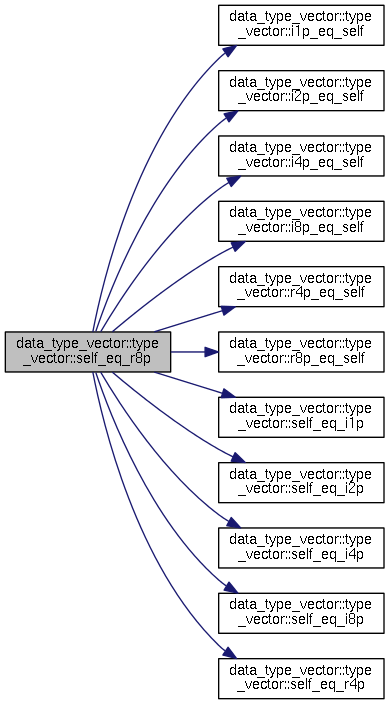 data_type_vector::type
_vector::i1p_eq_self
data_type_vector::type
_vector::i2p_eq_self
data_type_vector::type
_vector::i4p_eq_self
data_type_vector::type
_vector::i8p_eq_self
data_type_vector::type
_vector::r4p_eq_self
data_type_vector::type
_vector::self_eq_r8p
data_type_vector::type
_vector::r8p_eq_self
data_type_vector::type
_vector::self_eq_i1p
data_type_vector::type
_vector::self_eq_i2p
data_type_vector::type
_vector::self_eq_i4p
data_type_vector::type
_vector::self_eq_i8p
data_type_vector::type
_vector::self_eq_r4p